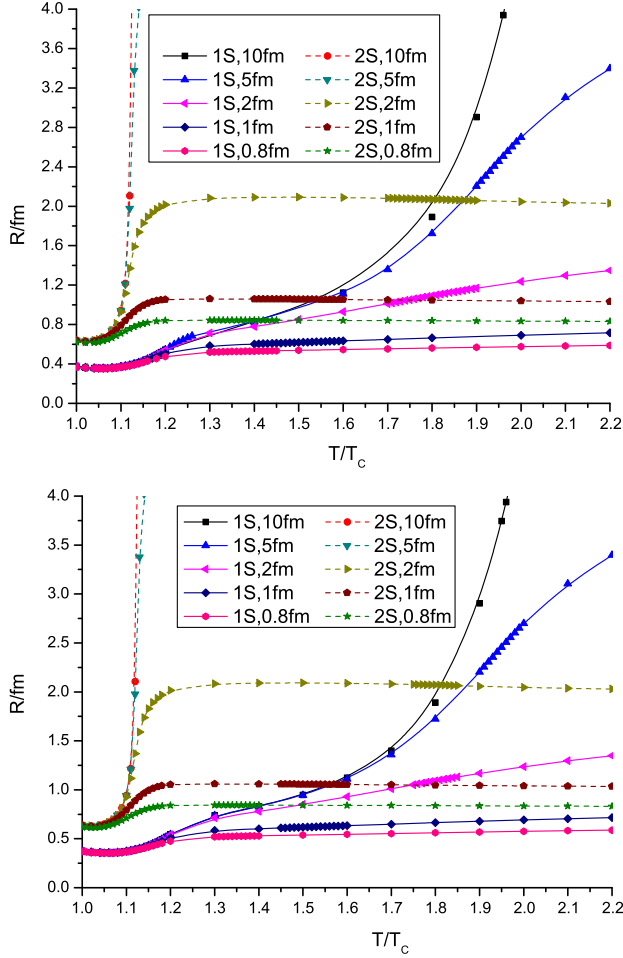 4.0
3.6
3.2
2.8
2.4
2.0
1.6
1.2
0.8
0.4
0.0
R/fm
1S,10fm 2S,10fm
1S,5fm 2S,5fm
1S,2fm 2S,2fm
1S,1fm 2S,1fm
1S,0.8fm 2S,0.8fm
1.0 1.1 1.2 1.3 1.4 1.5 1.6 1.7 1.8 1.9 2.0 2.1 2.2
T/TC
4.0
3.5
3.0
2.5
2.0
1.5
1.0
0.5
0.0
R/fm
1S,10fm 2S,10fm
1S,5fm 2S,5fm
1S,2fm 2S,2fm
1S,1fm 2S,1fm
1S,0.8fm 2S,0.8fm
1.0 1.1 1.2 1.3 1.4 1.5 1.6 1.7 1.8 1.9 2.0 2.1 2.2
T/TC